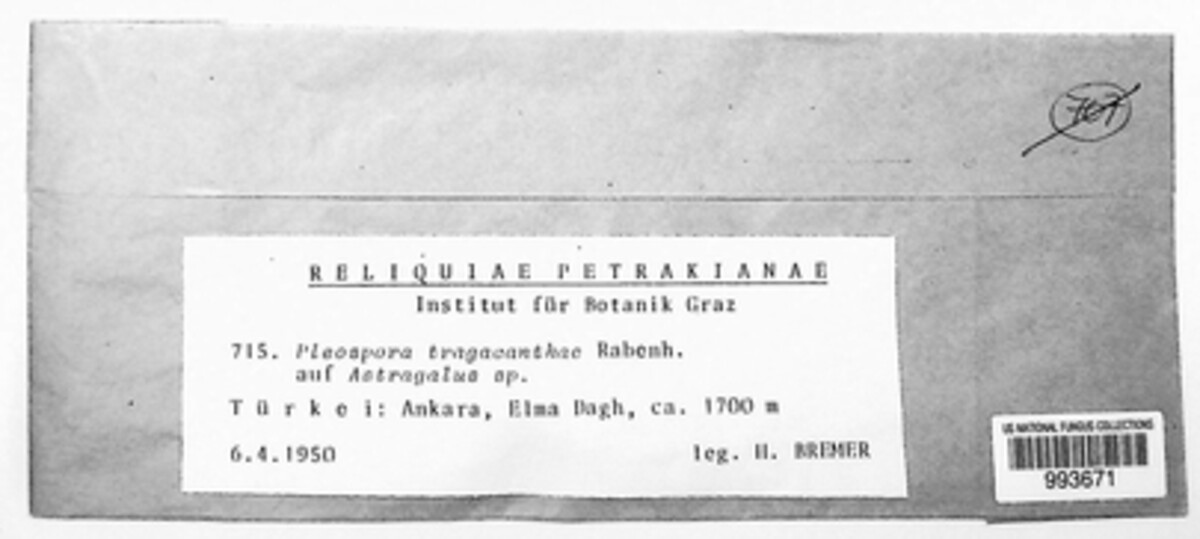 767
RELIQUIAE PETRAKIANAE
Institut für Botanik Graz
715. Pleospora tragacanthae Rabenh.
auf Astragalus sp.
Türkei: Ankara, Elma Dagh, ca. 1700 m
6.4.1950 leg. H. BREMER
US NATIONAL FUNGUS COLLECTIONS
993671